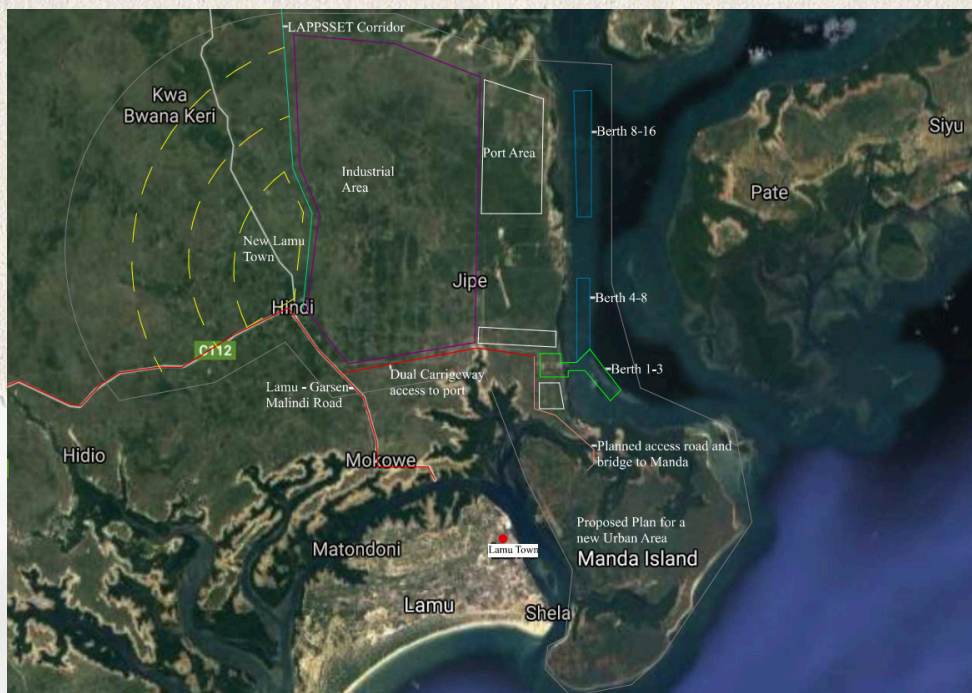 LAPPSSET Corridor
Kwa
Bwana Keri
Berth 8-16
Siyu
Port Area
Industrial
Area
Pate
New Lamu
Town
Jipe
Hindi
Berth 4-8
C112
Dual Carrigeway
access to port
Berth 1-3
Lamu - Garsen-
Malindi Road
Hidio
Mokowe
Planned access road and
bridge to Manda
Proposed Plan for a
new Urban Area
Matondoni
Lamu Town
Manda Island
Lamu
Shela